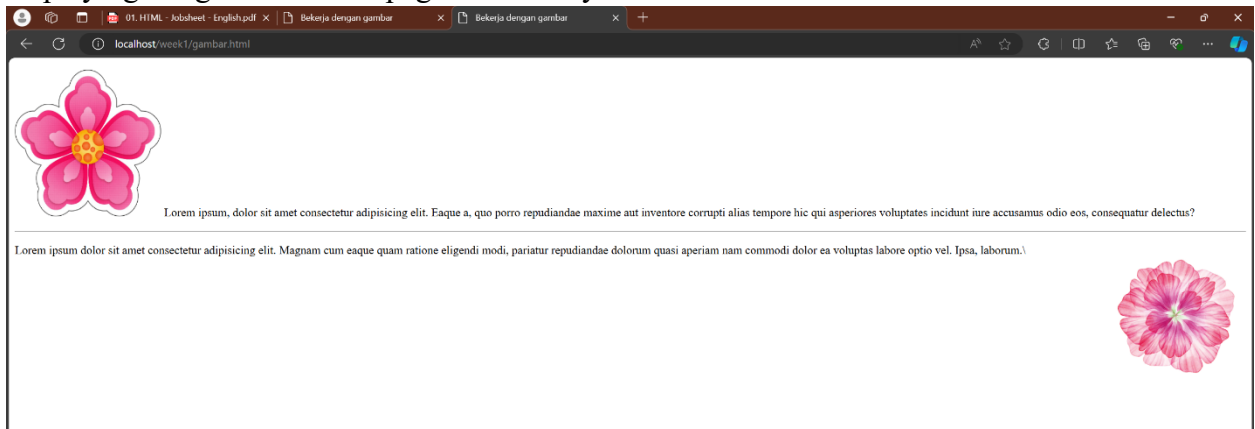 01. HTML - Jobsheet - English.pdf
Bekerja dengan gambar
Bekerja dengan gambar
localhost/week1/gambar.html
Lorem ipsum, dolor sit amet consectetur adipisicing elit. Eaque a, quo porro repudiandae maxime aut inventore corrupti alias tempore hic qui asperiores voluptates incidunt iure accusamus odio eos, consequatur delectus?
Lorem ipsum dolor sit amet consectetur adipisicing elit. Magnam cum eaque quam ratione eligendi modi, pariatur repudiandae dolorum quasi aperiam nam commodi dolor ea voluptas labore optio vel. Ipsa, laborum.\